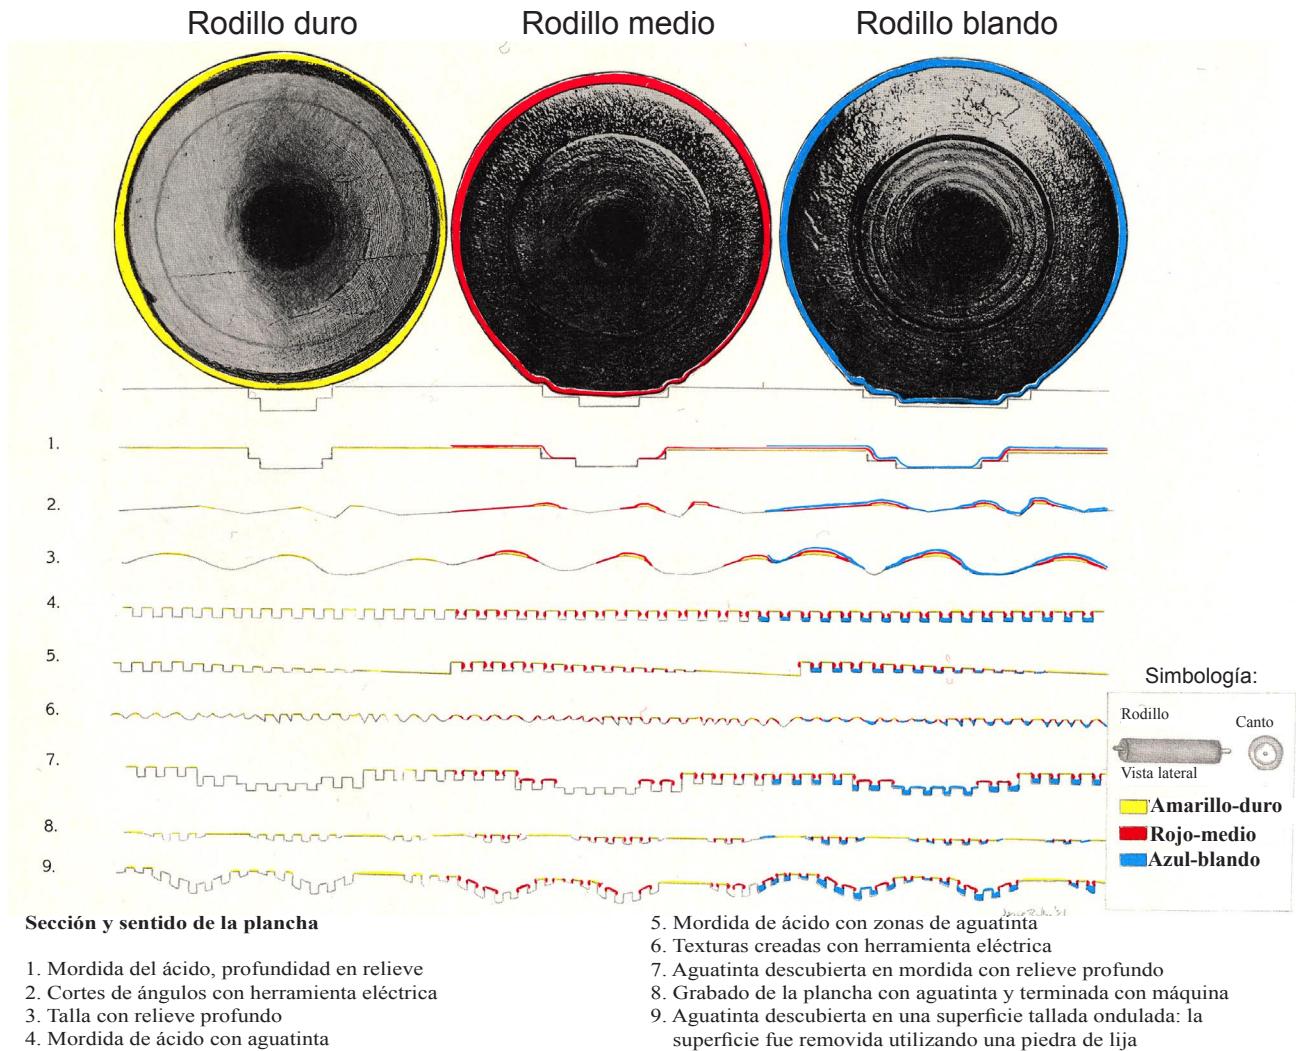 Rodillo duro
Rodillo medio
Rodillo blando
1.
2.
3.
4.
5.
6.
7.
8.
9.
Simbología:
Rodillo
Canto
Vista lateral
Amarillo-duro
Rojo-medio
Azul-blando
Sección y sentido de la plancha
1. Mordida del ácido, profundidad en relieve
2. Cortes de ángulos con herramienta eléctrica
3. Talla con relieve profundo
4. Mordida de ácido con aguatinta
5. Mordida de ácido con zonas de aguatinta
6. Texturas creadas con herramienta eléctrica
7. Aguatinta descubierta en mordida con relieve profundo
8. Grabado de la plancha con aguatinta y terminada con máquina
9. Aguatinta descubierta en una superficie tallada ondulada: la
superficie fue removida utilizando una piedra de lija